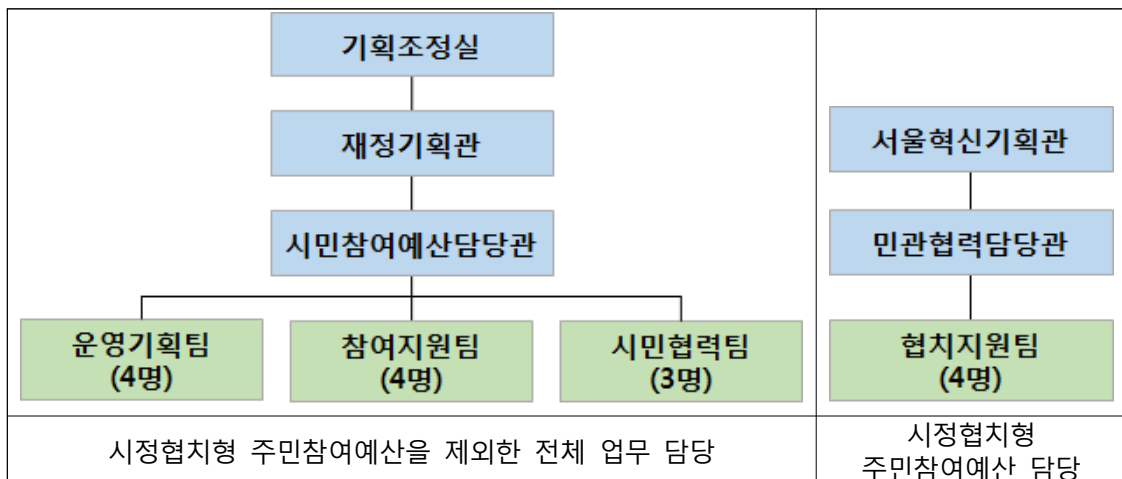 기획조정실
재정기획관
시민참여예산담당관
운영기획팀
(4명)
참여지원팀
(4명)
시민협력팀
(3명)
시정협치형 주민참여예산을 제외한 전체 업무 담당
서울혁신기획관
민관협력담당관
협치지원팀
(4명)
시정협치형
주민참여예산 담당